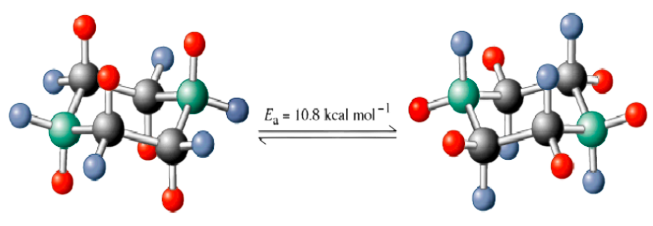 Ea = 10.8 kcal mol⁻¹